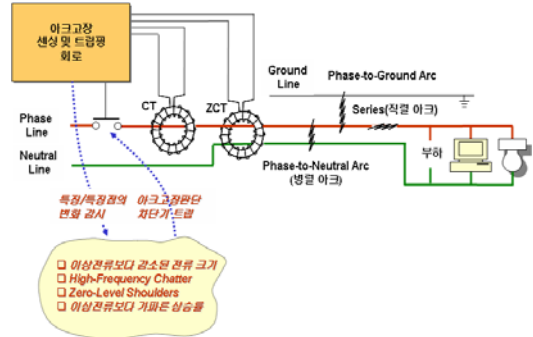 아크고장
센싱 및 트립핑
회로
Ground
Line
Phase-to-Ground Arc
CT
ZCT
Series(직렬 아크)
Phase
Line
Neutral
Line
Phase-to-Neutral Arc
(병렬 아크)
부하
특징/특징점의
변화 감시
아크고장판단
차단기 트립
❑ 이상전류보다 감소된 전류 크기
❑ High-Frequency Chatter
❑ Zero-Level Shoulders
❑ 이상전류보다 가파른 상승률